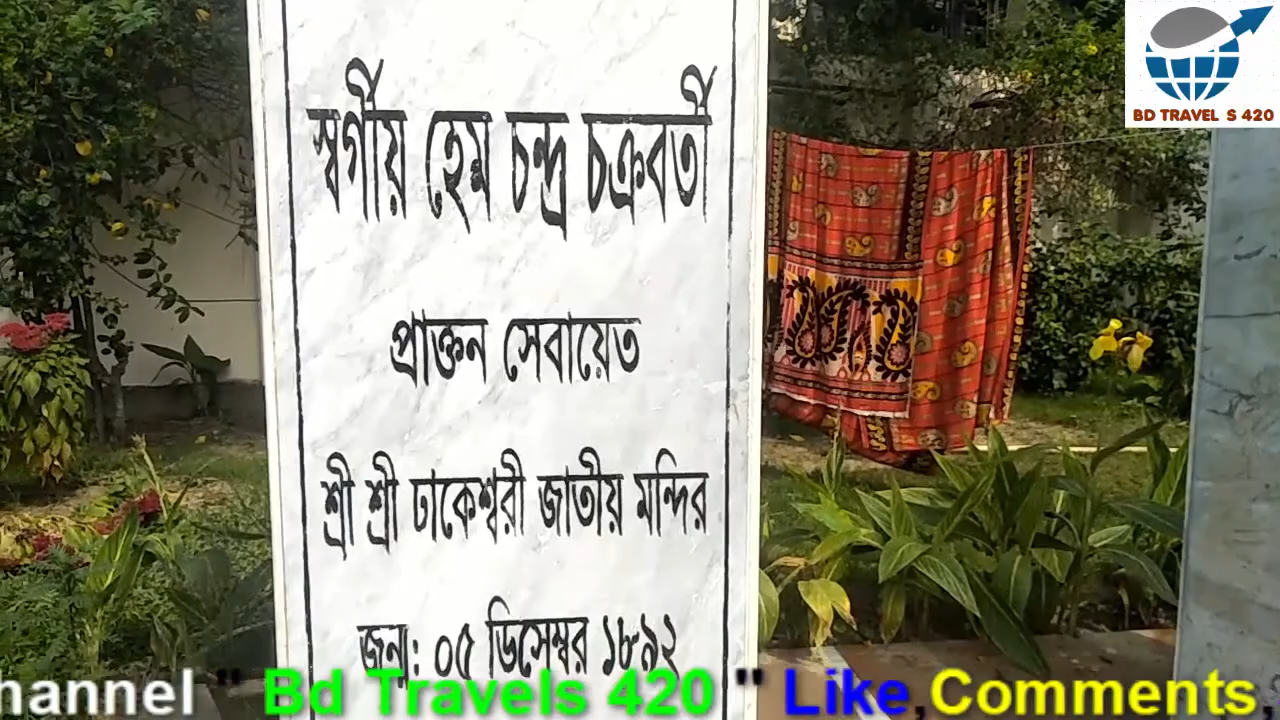 স্বর্গীয় হেম চন্দ্র চক্রবর্তী
প্রাক্তন সেবায়েত
শ্রী শ্রী ঢাকেশ্বরী জাতীয় মন্দির
জন্ম: ০৫ ডিসেম্বর ১৮৯২
BD TRAVEL S 420
hannel " Bd Travels 420 " Like,Comments,